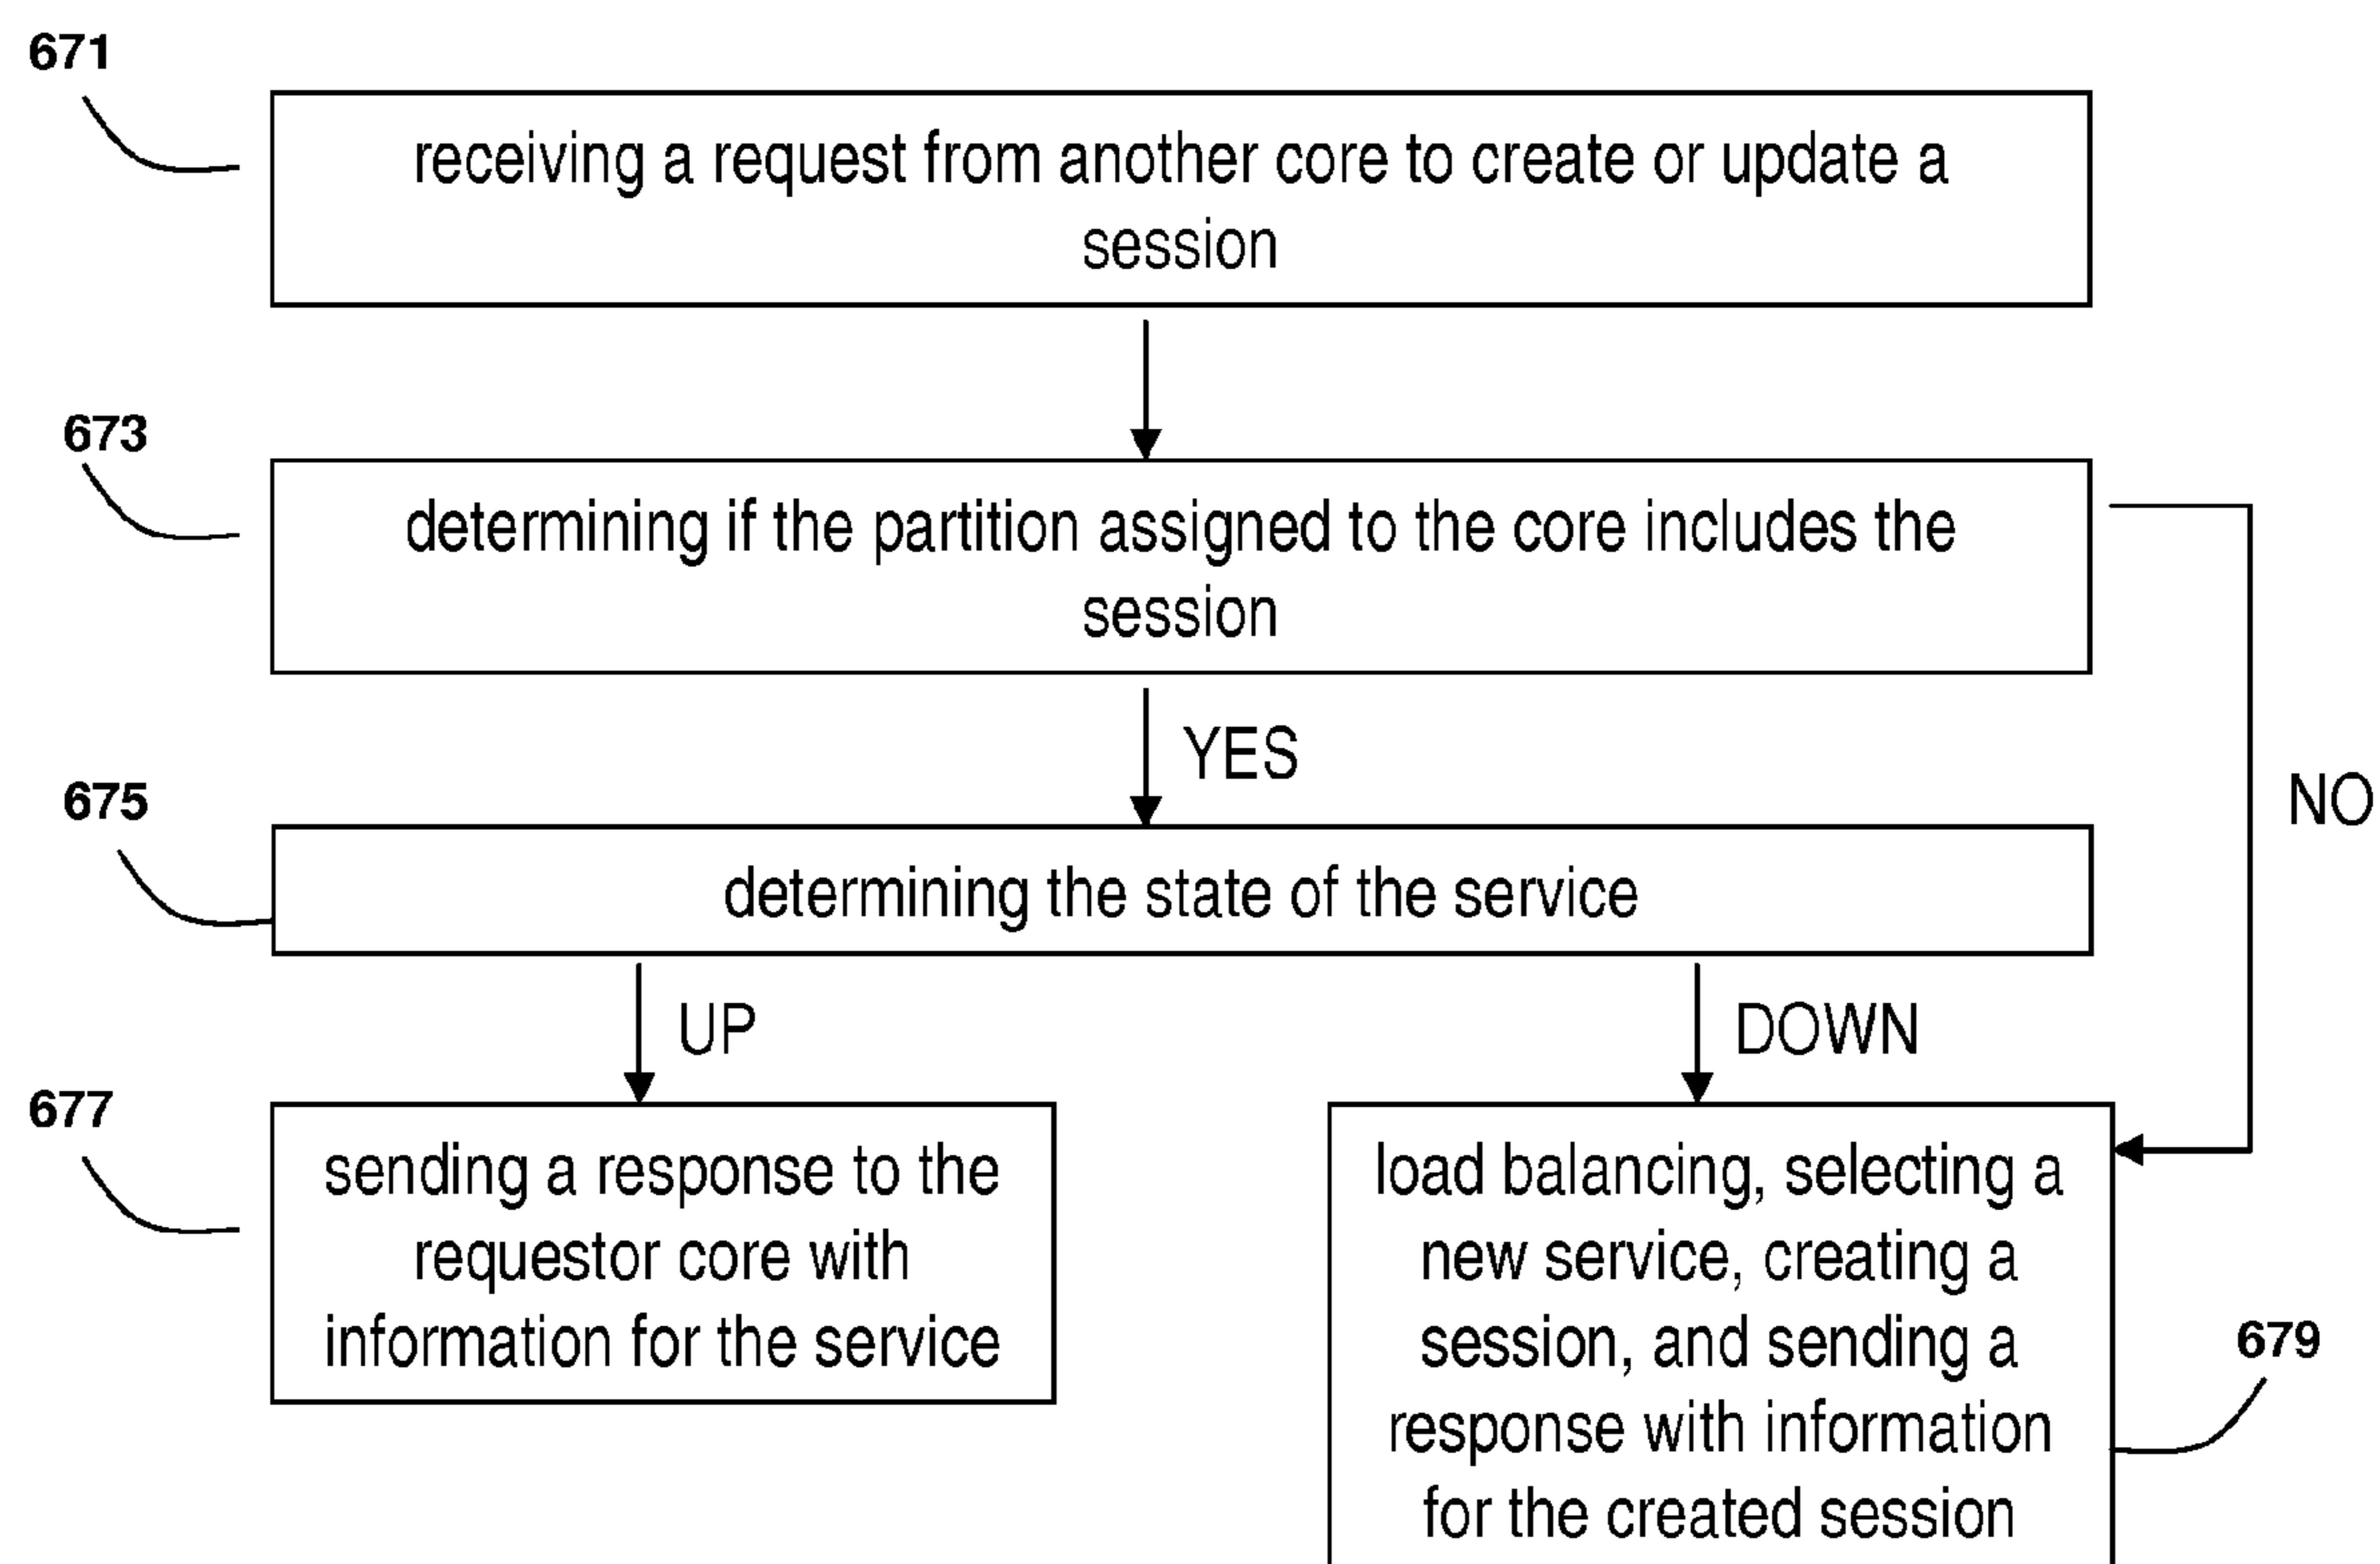 671
receiving a request from another core to create or update a
session
673
determining if the partition assigned to the core includes the
session
YES
NO
675
determining the state of the service
UP
DOWN
677
sending a response to the
requestor core with
information for the service
load balancing, selecting a
new service, creating a
session, and sending a
response with information
for the created session
679